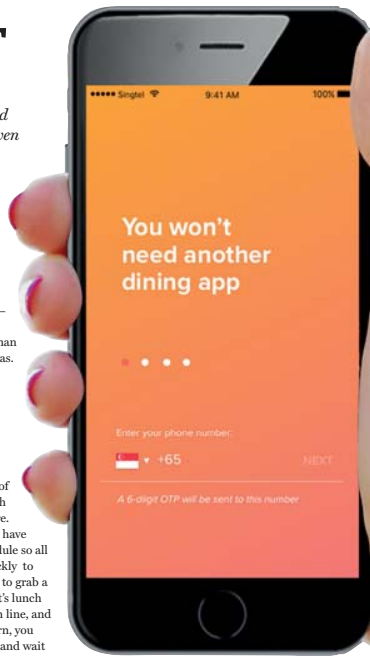 d
ven
–
han
as.
of
h
e.
have
dule so all
kly to
to grab a
t's lunch
n line, and
rn, you
and wait
Singtel 9:41 AM 100%
You won't
need another
dining app
Enter your phone number:
+65 NEXT
A 6-digit OTP will be sent to this number